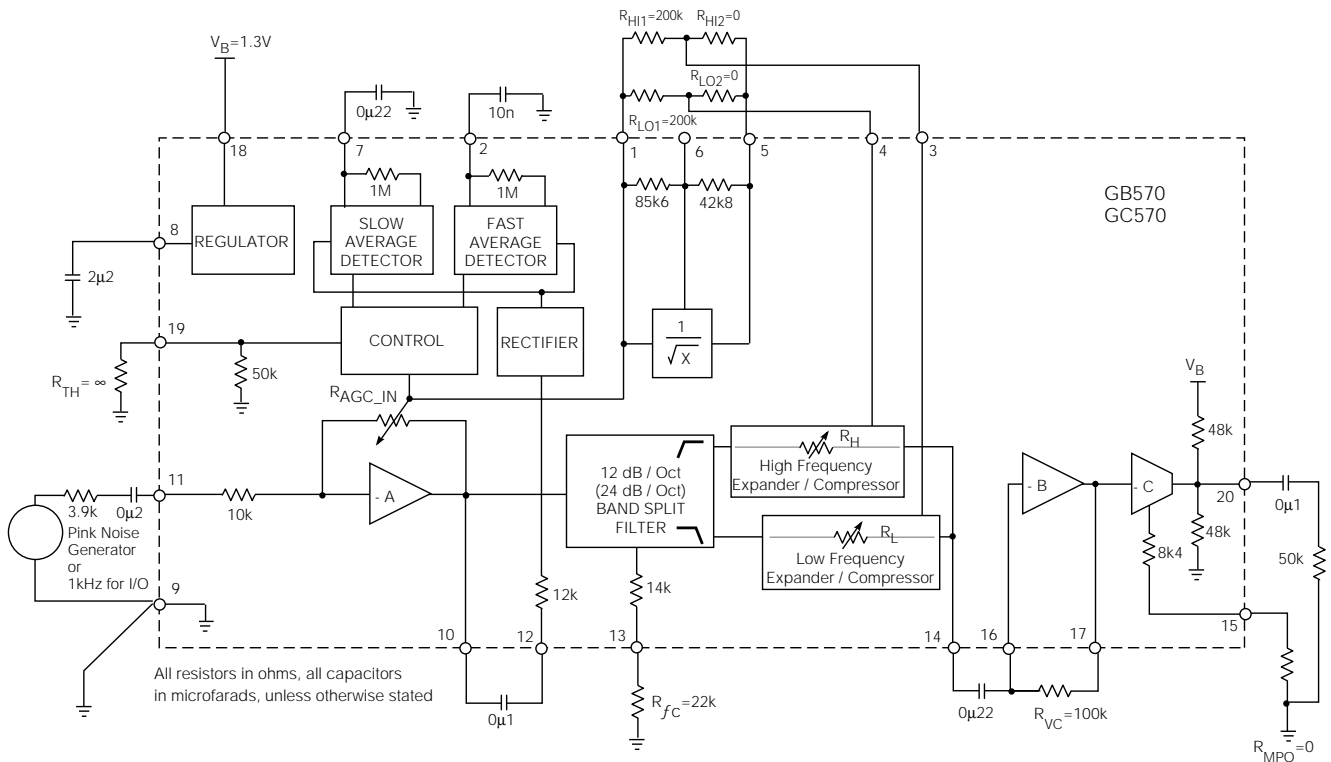 R_HI1=200k
R_HI2=0
V_B=1.3V
R_LO2=0
0µ22
10n
R_LO1=200k
18
7
2
1
6
5
4
3
1M
1M
85k6
42k8
GB570
GC570
8
REGULATOR
SLOW
AVERAGE
DETECTOR
FAST
AVERAGE
DETECTOR
2µ2
19
CONTROL
RECTIFIER
1
√X
R_TH = ∞
50k
R_AGC_IN
V_B
48k
R_H
High Frequency
Expander / Compressor
11
3.9k
0µ2
10k
- A
12 dB / Oct
(24 dB / Oct)
BAND SPLIT
FILTER
- B
- C
20
0µ1
48k
Pink Noise
Generator
or
1kHz for I/O
R_L
Low Frequency
Expander / Compressor
8k4
50k
9
12k
14k
15
10
12
13
14
16
17
All resistors in ohms, all capacitors
in microfarads, unless otherwise stated
0µ1
R_ƒC=22k
0µ22
R_VC=100k
R_MPO=0